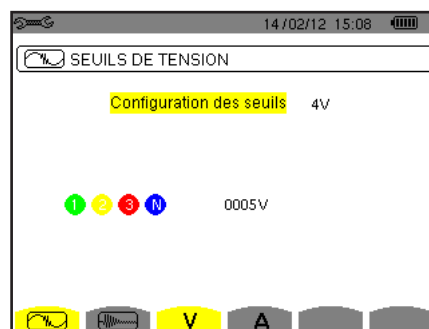 14/02/12 15:08
SEUILS DE TENSION
Configuration des seuils 4V
1 2 3 N 0005V
V A